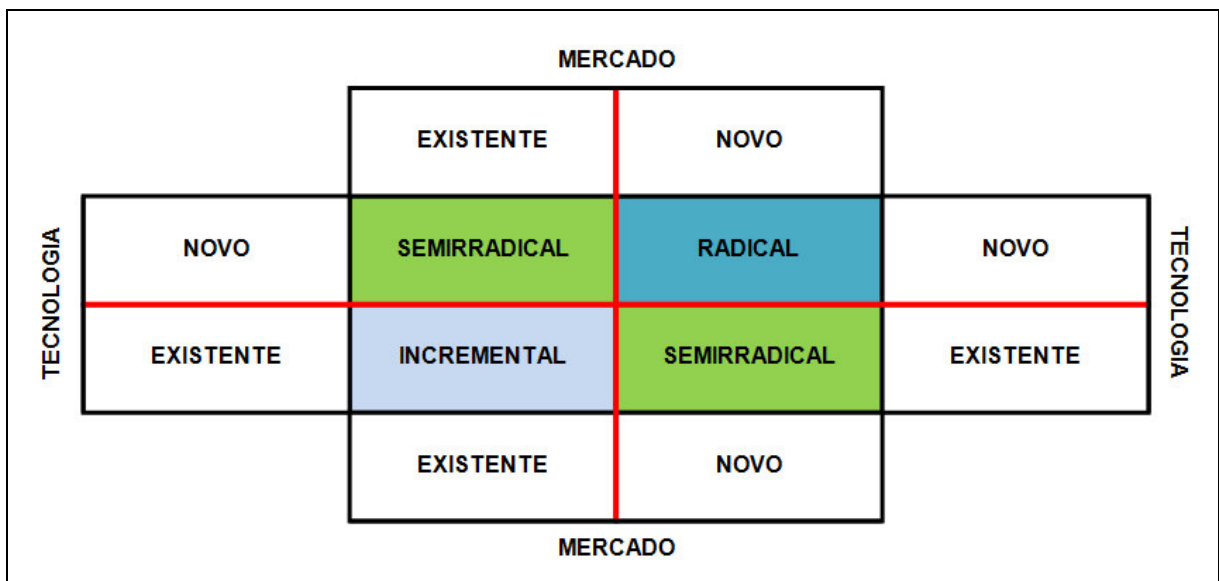 MERCADO
EXISTENTE NOVO
TECNOLOGIA
NOVO SEMIRRADICAL RADICAL NOVO
EXISTENTE INCREMENTAL SEMIRRADICAL EXISTENTE
TECNOLOGIA
EXISTENTE NOVO
MERCADO